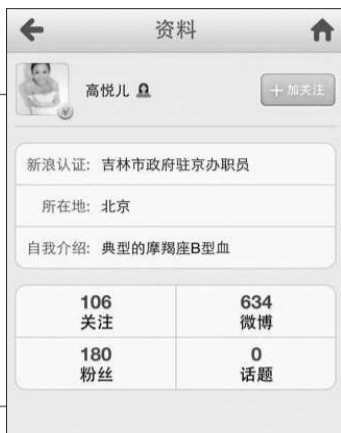 资料
高悦儿 加关注
V
新浪认证: 吉林市政府驻京办职员
所在地: 北京
自我介绍: 典型的摩羯座B型血
106 634
关注 微博
180 0
粉丝 话题